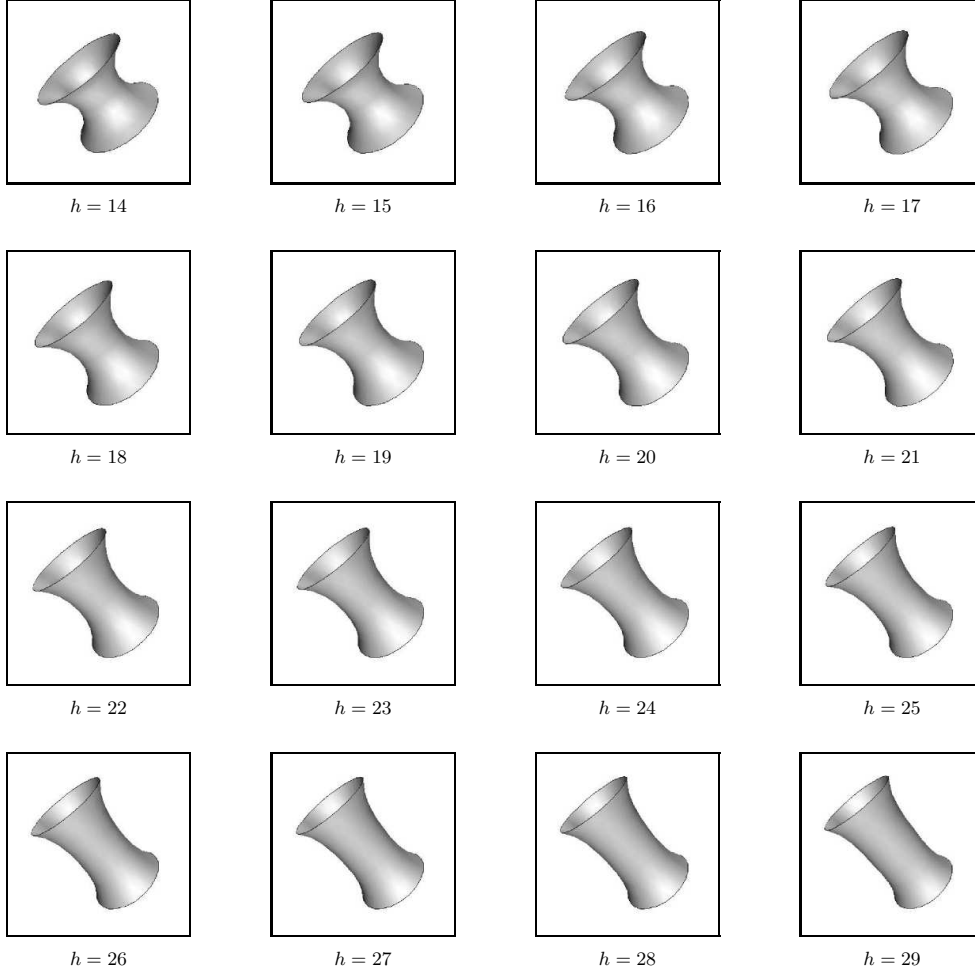 h = 14
h = 15
h = 16
h = 17
h = 18
h = 19
h = 20
h = 21
h = 22
h = 23
h = 24
h = 25
h = 26
h = 27
h = 28
h = 29